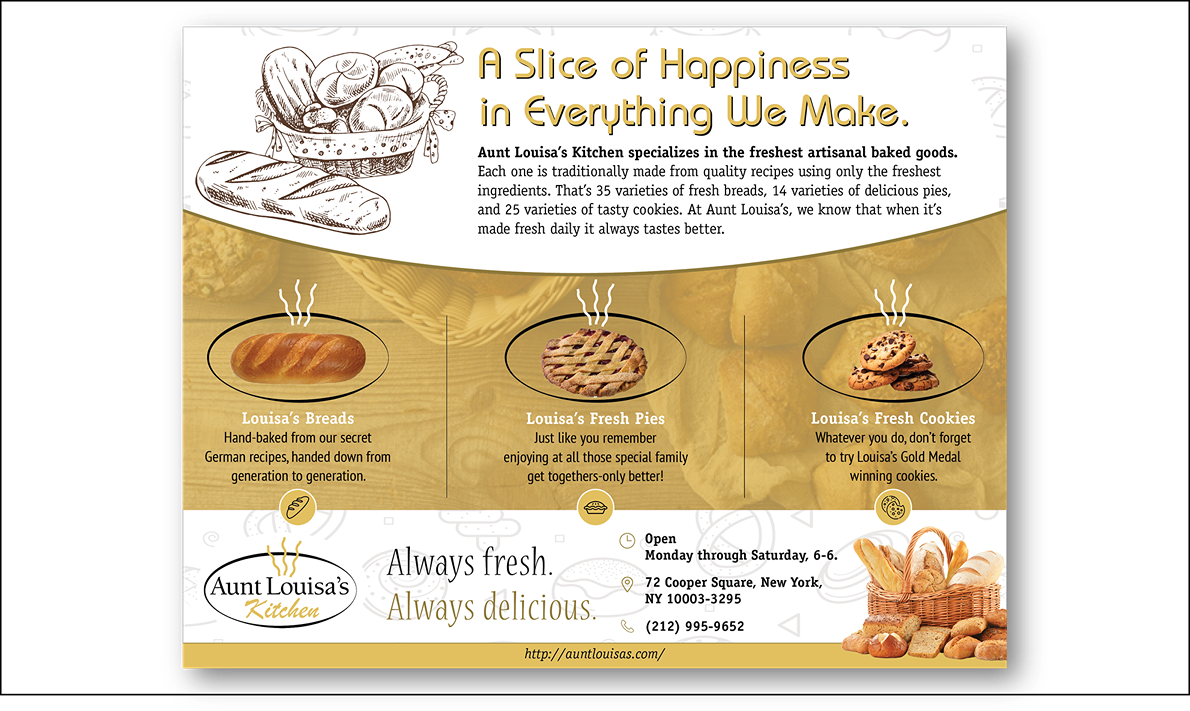 A Slice of Happiness
in Everything We Make.
Aunt Louisa's Kitchen specializes in the freshest artisanal baked goods.
Each one is traditionally made from quality recipes using only the freshest
ingredients. That's 35 varieties of fresh breads, 14 varieties of delicious pies,
and 25 varieties of tasty cookies. At Aunt Louisa's, we know that when it's
made fresh daily it always tastes better.
Louisa's Breads
Hand-baked from our secret
German recipes, handed down from
generation to generation.
Louisa's Fresh Pies
Just like you remember
enjoying at all those special family
get togethers-only better!
Louisa's Fresh Cookies
Whatever you do, don't forget
to try Louisa's Gold Medal
winning cookies.
Aunt Louisa's
Kitchen
Always fresh.
Always delicious.
Open
Monday through Saturday, 6-6.
72 Cooper Square, New York,
NY 10003-3295
(212) 995-9652
http://auntlouisas.com/